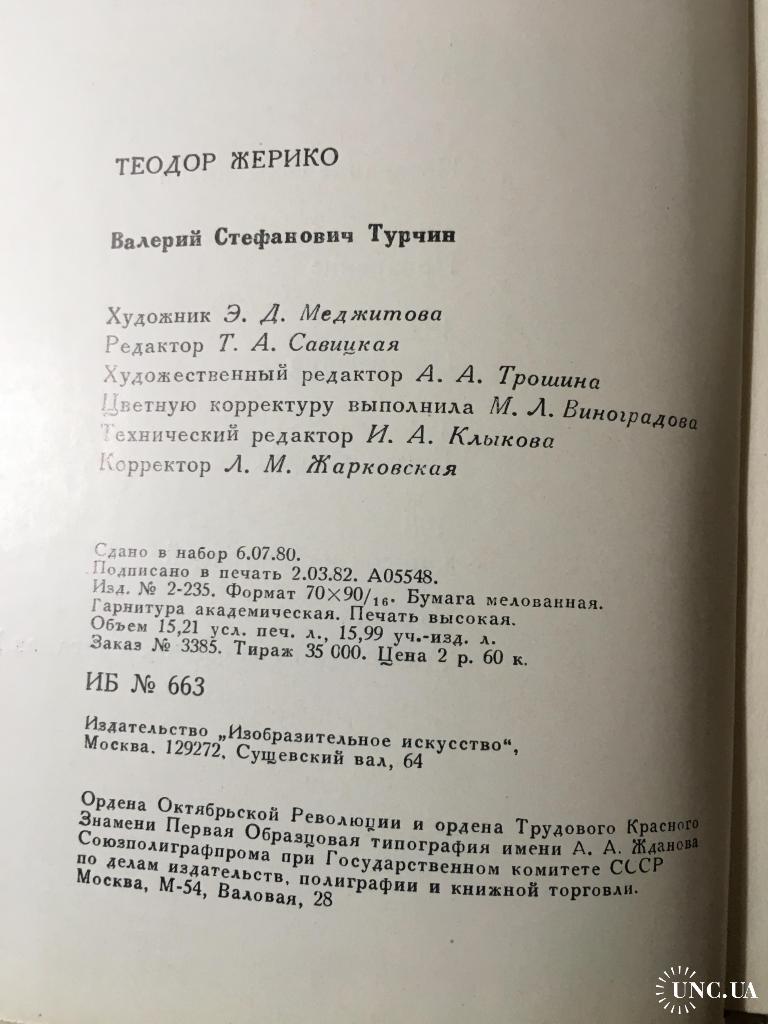 ТЕОДОР ЖЕРИКО
Валерий Стефанович Турчин
Художник Э. Д. Меджитова
Редактор Т. А. Савицкая
Художественный редактор А. А. Трошина
Цветную корректуру выполнила М. Л. Виноградова
Технический редактор И. А. Клыкова
Корректор Л. М. Жарковская
Сдано в набор 6.07.80.
Подписано в печать 2.03.82. А05548.
Изд. № 2-235. Формат 70×90/16. Бумага мелованная.
Гарнитура академическая. Печать высокая.
Объем 15,21 усл. печ. л., 15,99 уч.-изд. л.
Заказ № 3385. Тираж 35 000. Цена 2 р. 60 к.
ИБ № 663
Издательство „Изобразительное искусство“,
Москва. 129272, Сущевский вал, 64
Ордена Октябрьской Революции и ордена Трудового Красного
Знамени Первая Образцовая типография имени А. А. Жданова
Союзполиграфпрома при Государственном комитете СССР
по делам издательств, полиграфии и книжной торговли.
Москва, М-54, Валовая, 28
UNC.UA